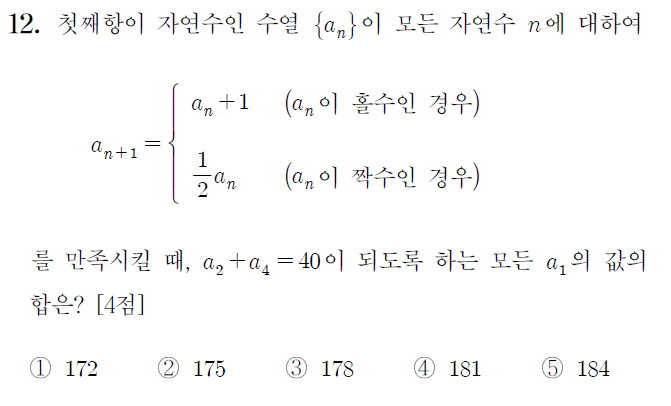 12. 첫째항이 자연수인 수열 {aₙ}이 모든 자연수 n에 대하여
aₙ₊₁ = { aₙ+1 (aₙ이 홀수인 경우)
½aₙ (aₙ이 짝수인 경우)
를 만족시킬 때, a₂+a₄=40이 되도록 하는 모든 a₁의 값의
합은? [4점]
① 172 ② 175 ③ 178 ④ 181 ⑤ 184